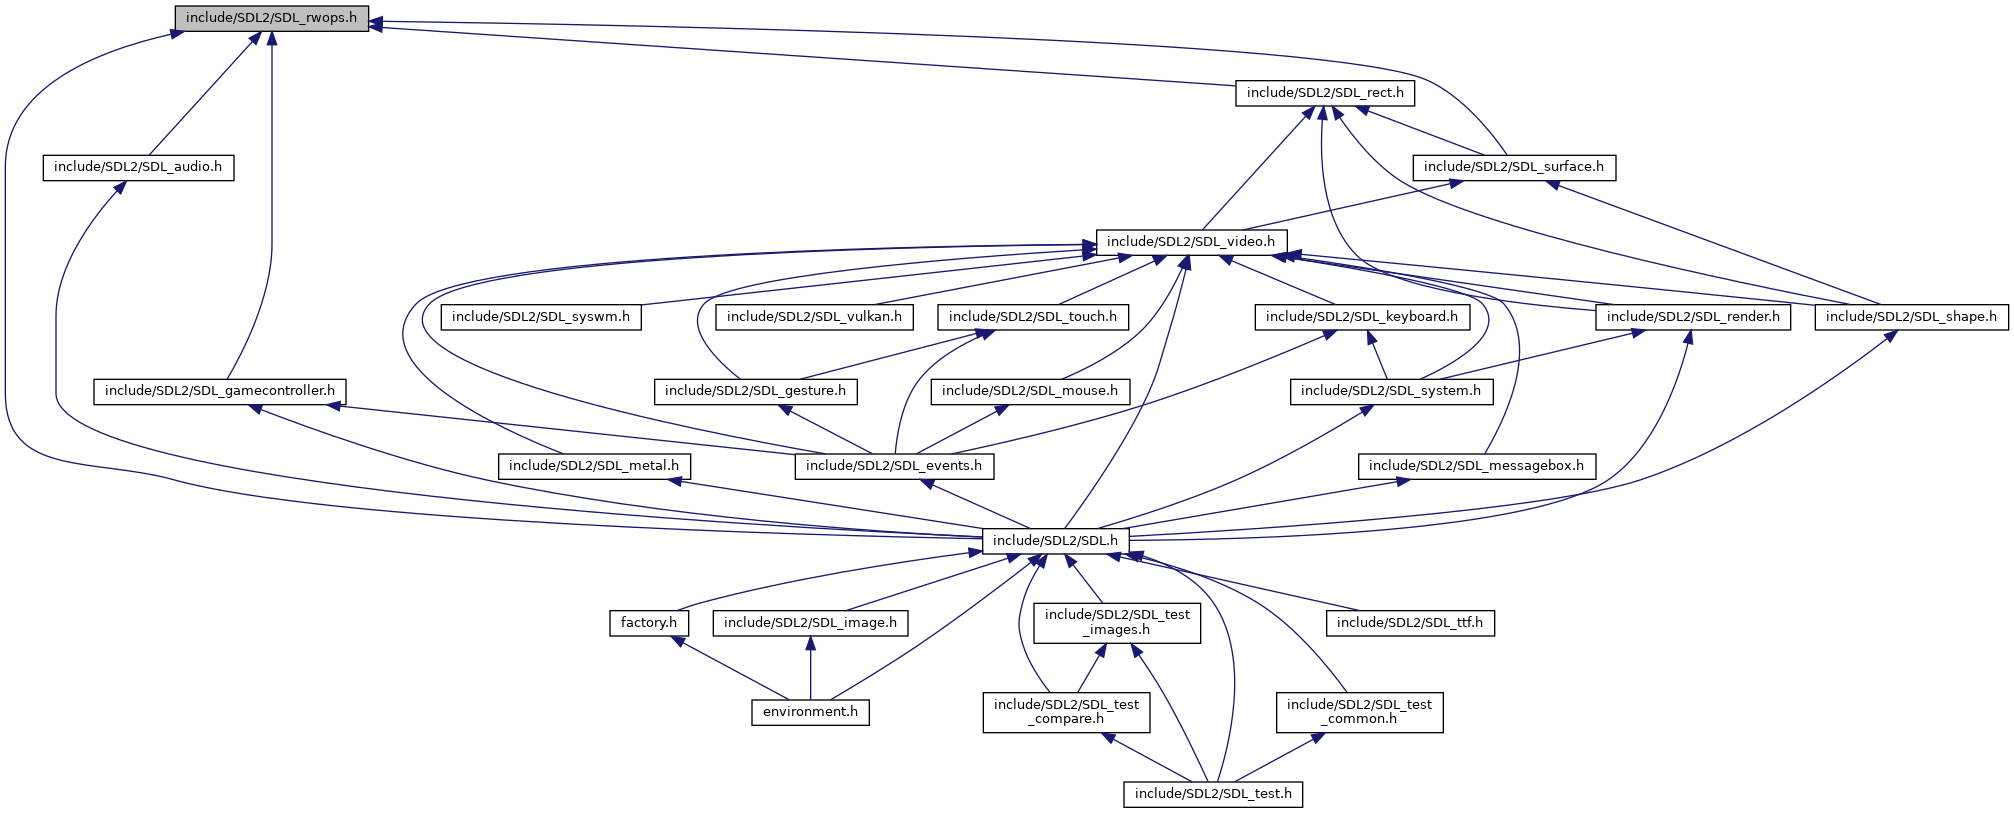 include/SDL2/SDL_rwops.h
include/SDL2/SDL_rect.h
include/SDL2/SDL_audio.h
include/SDL2/SDL_surface.h
include/SDL2/SDL_video.h
include/SDL2/SDL_syswm.h
include/SDL2/SDL_vulkan.h
include/SDL2/SDL_touch.h
include/SDL2/SDL_keyboard.h
include/SDL2/SDL_render.h
include/SDL2/SDL_shape.h
include/SDL2/SDL_gamecontroller.h
include/SDL2/SDL_gesture.h
include/SDL2/SDL_mouse.h
include/SDL2/SDL_system.h
include/SDL2/SDL_metal.h
include/SDL2/SDL_events.h
include/SDL2/SDL_messagebox.h
include/SDL2/SDL.h
factory.h
include/SDL2/SDL_image.h
include/SDL2/SDL_test
_images.h
include/SDL2/SDL_ttf.h
environment.h
include/SDL2/SDL_test
_compare.h
include/SDL2/SDL_test
_common.h
include/SDL2/SDL_test.h